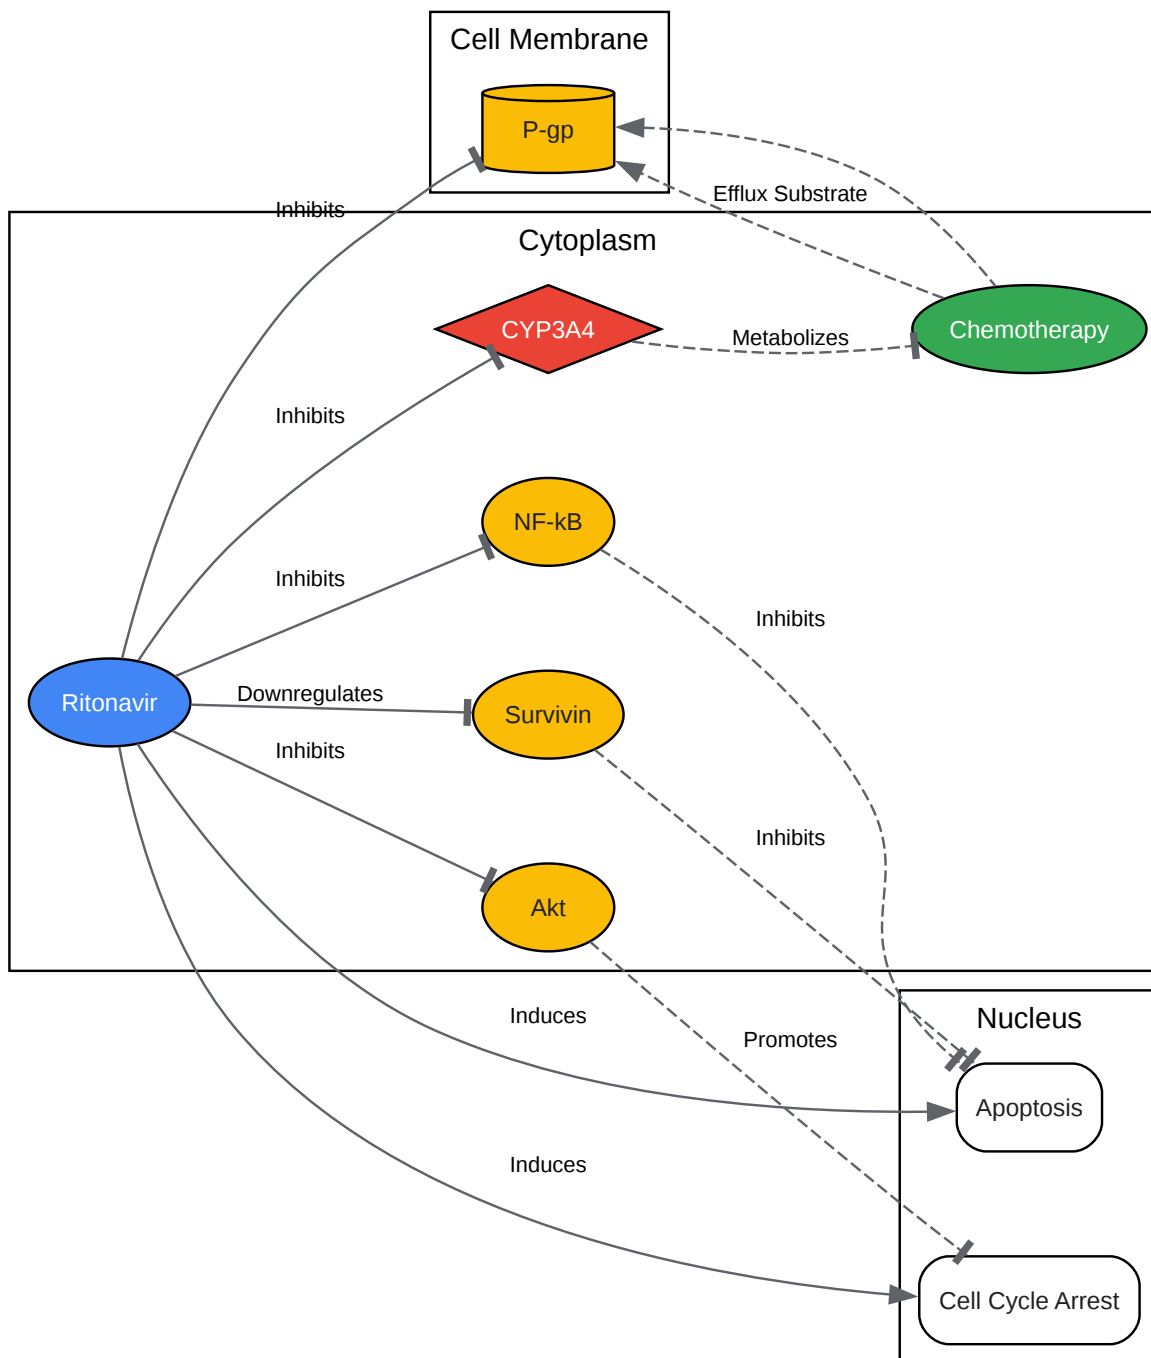 Cell Membrane
P-gp
Efflux Substrate
Inhibits
Cytoplasm
CYP3A4
Metabolizes
Chemotherapy
Inhibits
NF-kB
Inhibits
Inhibits
Ritonavir
Downregulates
Survivin
Inhibits
Inhibits
Akt
Induces
Nucleus
Promotes
Apoptosis
Induces
Cell Cycle Arrest